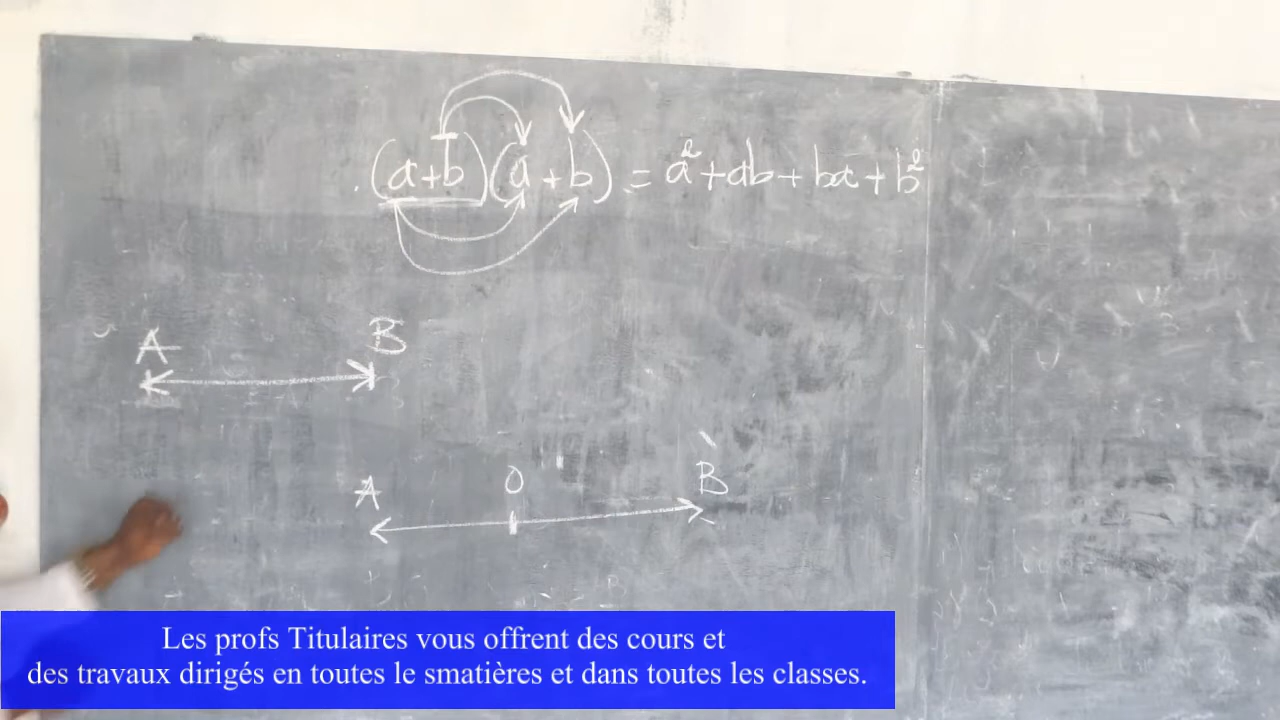 (a+b)(a+b) = a²+ab+ba+b²
A B
A O B
Les profs Titulaires vous offrent des cours et
des travaux dirigés en toutes le smatières et dans toutes les classes.